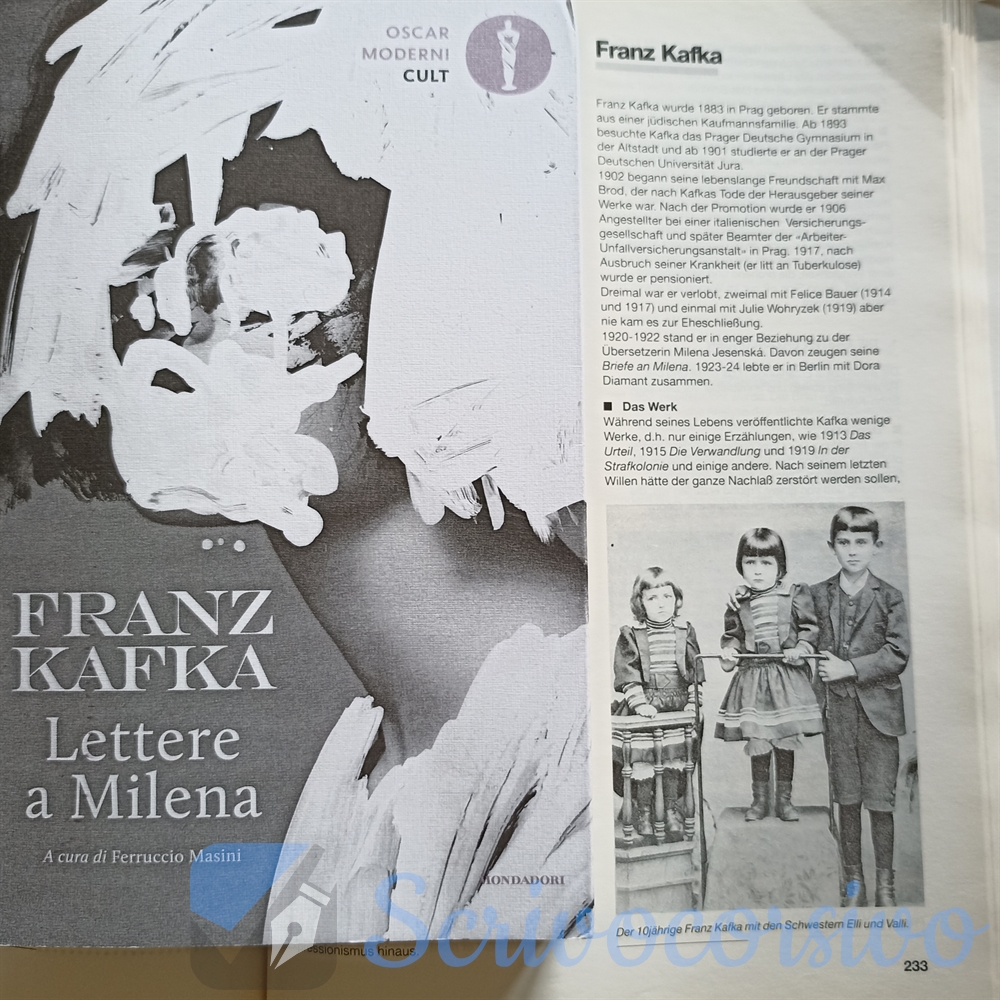 OSCAR
MODERNI
CULT
FRANZ
KAFKA
Lettere
a Milena
A cura di Ferruccio Masini
MONDADORI
Franz Kafka
Franz Kafka wurde 1883 in Prag geboren. Er stammte
aus einer jüdischen Kaufmannsfamilie. Ab 1893
besuchte Kafka das Prager Deutsche Gymnasium in
der Altstadt und ab 1901 studierte er an der Prager
Deutschen Universität Jura.
1902 begann seine lebenslange Freundschaft mit Max
Brod, der nach Kafkas Tode der Herausgeber seiner
Werke war. Nach der Promotion wurde er 1906
Angestellter bei einer italienischen Versicherungs-
gesellschaft und später Beamter der «Arbeiter-
Unfallversicherungsanstalt» in Prag. 1917, nach
Ausbruch seiner Krankheit (er litt an Tuberkulose)
wurde er pensioniert.
Dreimal war er verlobt, zweimal mit Felice Bauer (1914
und 1917) und einmal mit Julie Wohryzek (1919) aber
nie kam es zur Eheschließung.
1920-1922 stand er in enger Beziehung zu der
Übersetzerin Milena Jesenská. Davon zeugen seine
Briefe an Milena. 1923-24 lebte er in Berlin mit Dora
Diamant zusammen.
■ Das Werk
Während seines Lebens veröffentlichte Kafka wenige
Werke, d.h. nur einige Erzählungen, wie 1913 Das
Urteil, 1915 Die Verwandlung und 1919 In der
Strafkolonie und einige andere. Nach seinem letzten
Willen hätte der ganze Nachlaß zerstört werden sollen,
Der 10jährige Franz Kafka mit den Schwestern Elli und Valli.
233
hinaus.
Scrivocorsivo